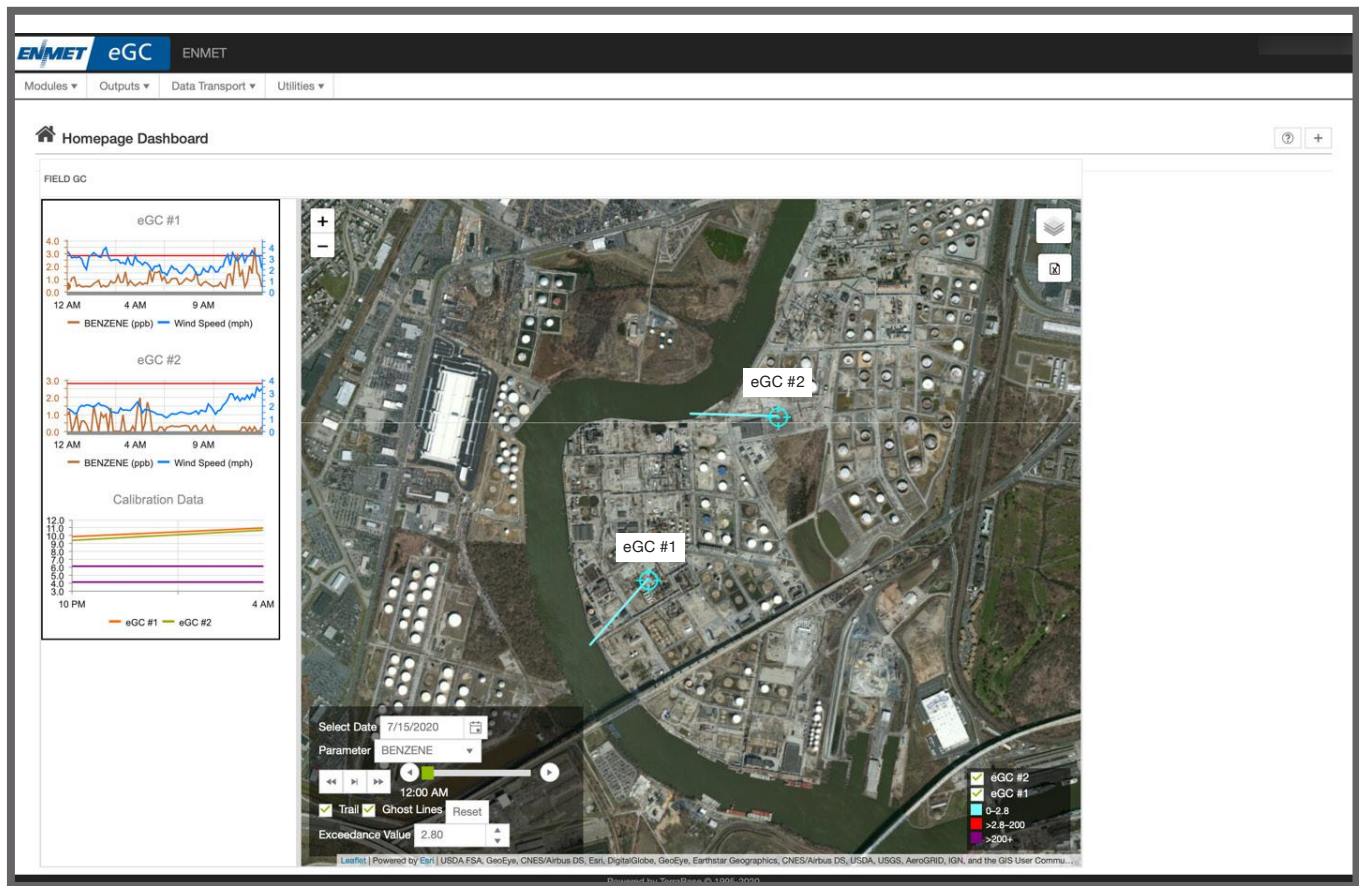 ENMET eGC ENMET
Modules ▾ Outputs ▾ Data Transport ▾ Utilities ▾
Homepage Dashboard
FIELD GC
eGC #1
4.0
3.0
2.0
1.0
0.0
4
3
2
1
0
12 AM 4 AM 9 AM
BENZENE (ppb) Wind Speed (mph)
eGC #2
3.0
2.0
1.0
0.0
4
3
2
1
0
12 AM 4 AM 9 AM
BENZENE (ppb) Wind Speed (mph)
Calibration Data
12.0
11.0
10.0
9.0
8.0
7.0
6.0
5.0
4.0
3.0
10 PM 4 AM
eGC #1 eGC #2
+
−
eGC #2
eGC #1
Select Date 7/15/2020
Parameter BENZENE
12:00 AM
Trail Ghost Lines Reset
Exceedance Value 2.80
eGC #2
eGC #1
0–2.8
>2.8–200
>200+
Leaflet | Powered by Esri | USDA FSA, GeoEye, CNES/Airbus DS, Esri, DigitalGlobe, GeoEye, Earthstar Geographics, CNES/Airbus DS, USDA, USGS, AeroGRID, IGN, and the GIS User Commu...
Powered by TerraBase © 1995-2020